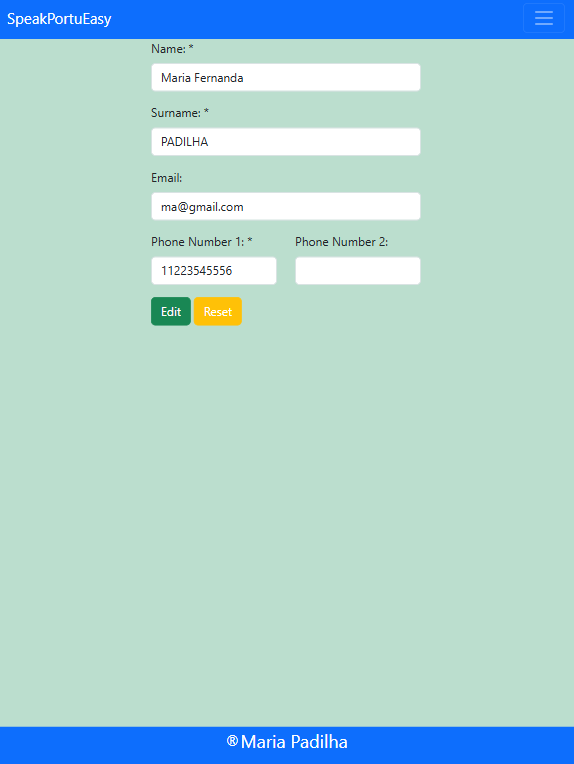 SpeakPortuEasy
Name: *
Maria Fernanda
Surname: *
PADILHA
Email:
ma@gmail.com
Phone Number 1: * Phone Number 2:
11223545556
Edit Reset
®Maria Padilha